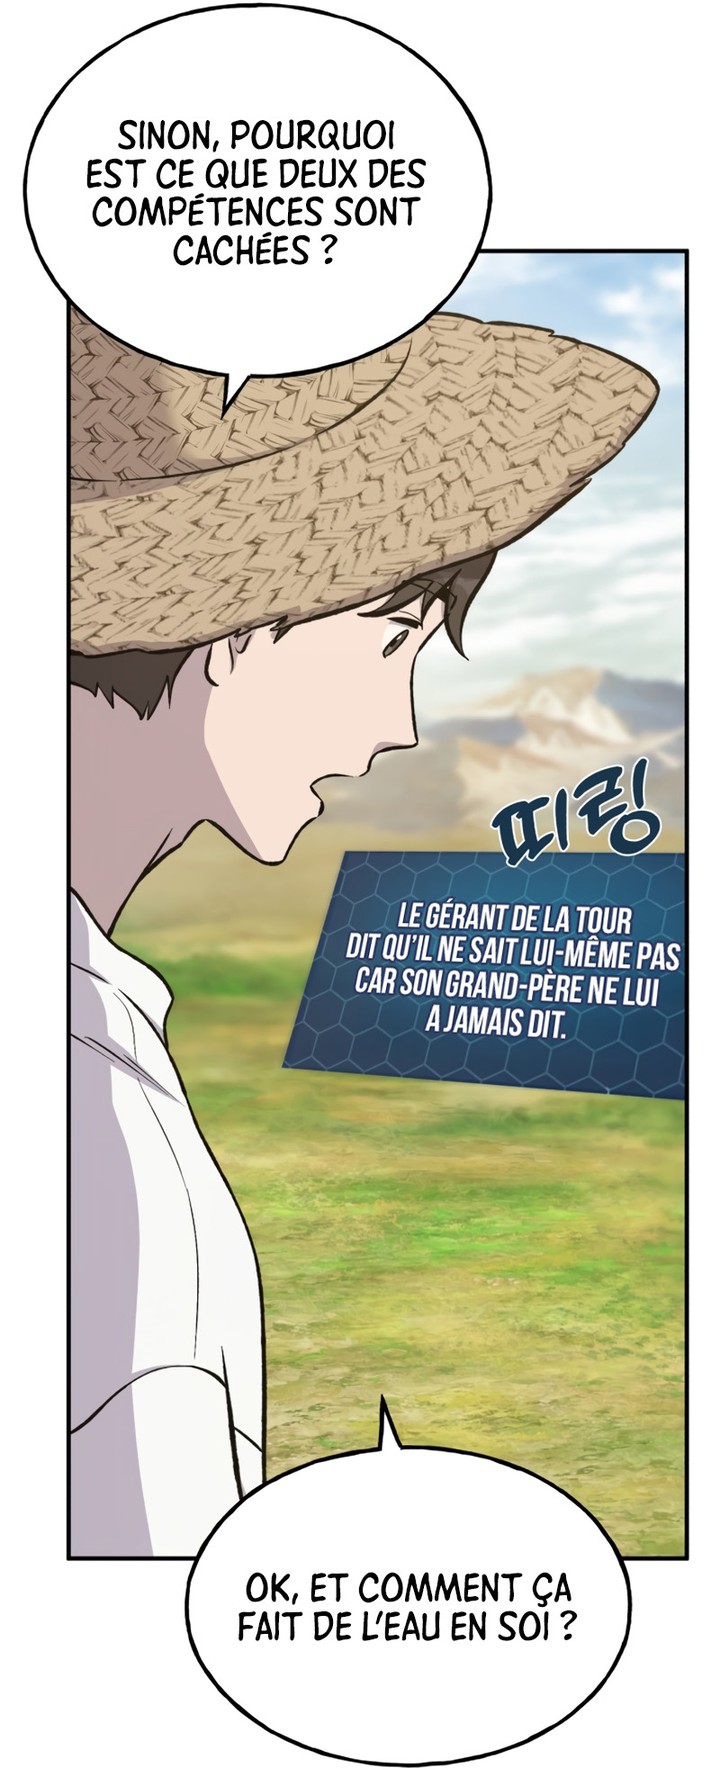 SINON, POURQUOI
EST CE QUE DEUX DES
COMPÉTENCES SONT
CACHÉES ?
띠링
LE GÉRANT DE LA TOUR
DIT QU'IL NE SAIT LUI-MÊME PAS
CAR SON GRAND-PÈRE NE LUI
A JAMAIS DIT.
OK, ET COMMENT ÇA
FAIT DE L'EAU EN SOI ?